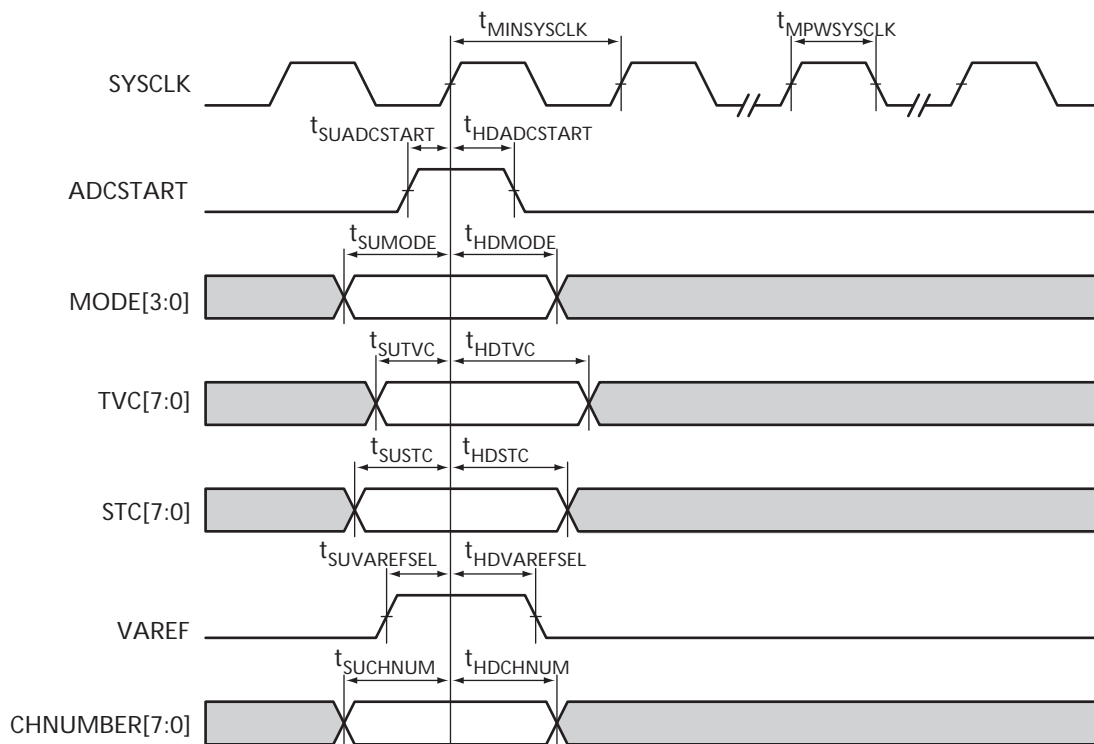 tMINSYSCLK tMPWSYSCLK
SYSCLK
tSUADCSTART tHDADCSTART
ADCSTART
tSUMODE tHDMODE
MODE[3:0]
tSUTVC tHDTVC
TVC[7:0]
tSUSTC tHDSTC
STC[7:0]
tSUVAREFSEL tHDVAREFSEL
VAREF
tSUCHNUM tHDCHNUM
CHNUMBER[7:0]